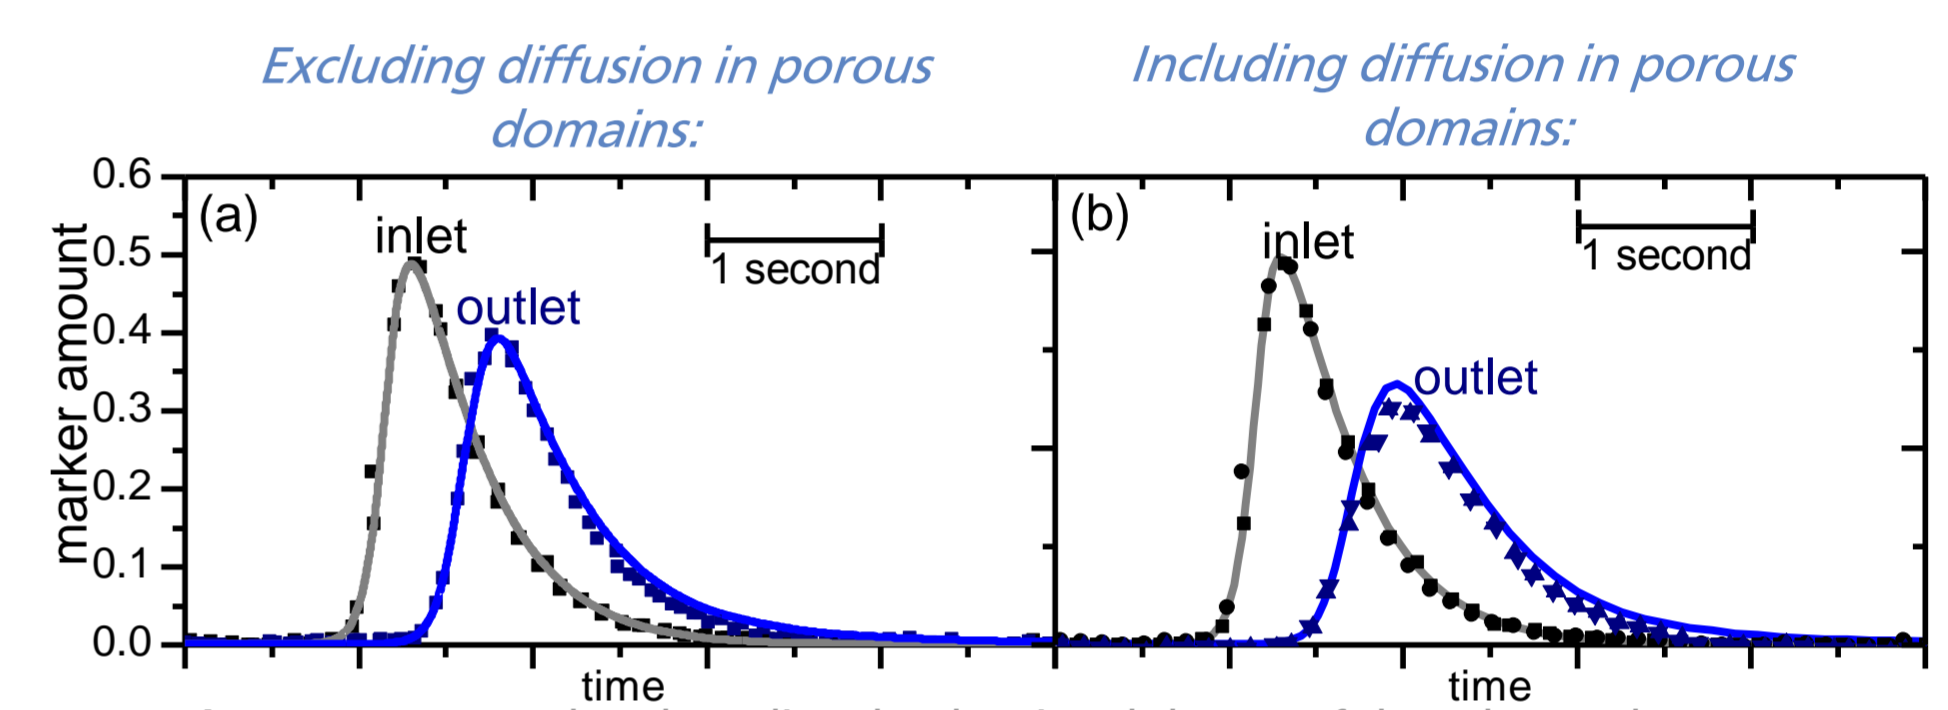 Excluding diffusion in porous
domains:
Including diffusion in porous
domains:
marker amount
0.6
0.5
0.4
0.3
0.2
0.1
0.0
(a)
inlet
outlet
1 second
time
(b)
inlet
outlet
1 second
time